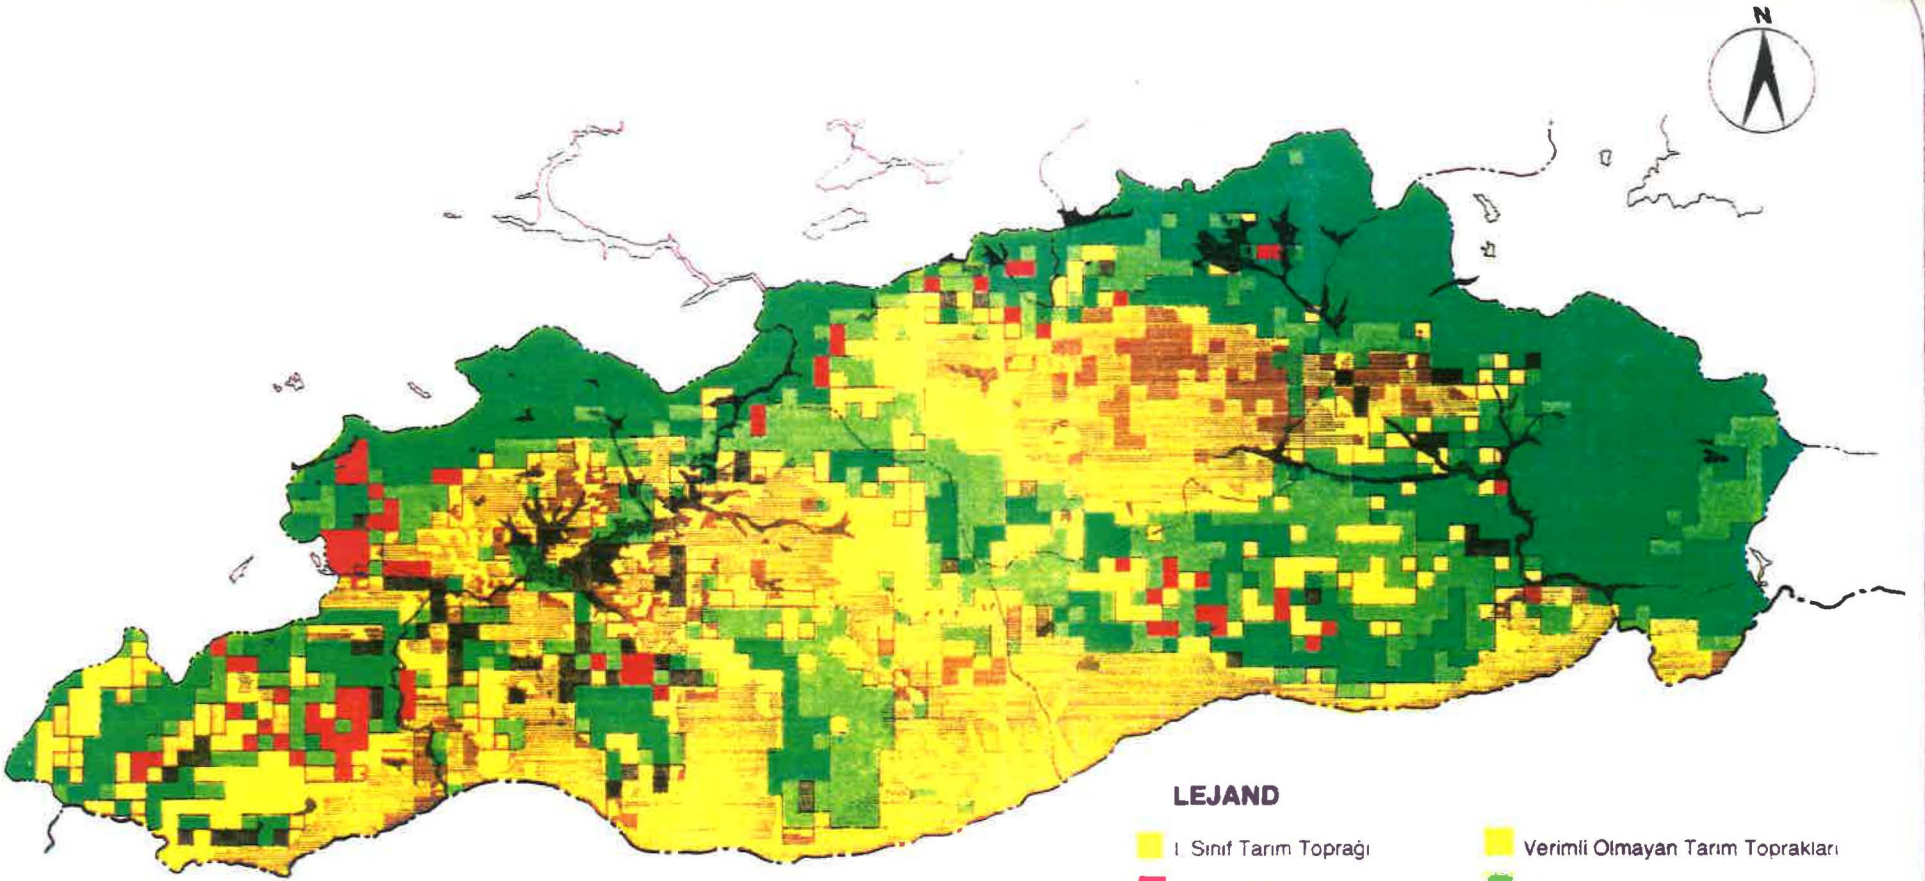 N
LEJAND
I. Sınıf Tarım Toprağı
Verimli Olmayan Tarım Toprakları